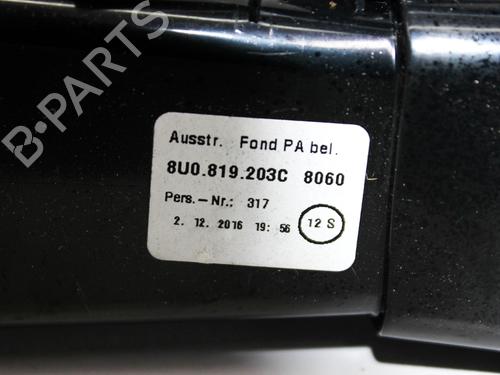 B-PARTS
Ausstr. Fond PA bel.
8U0.819.203C 8060
Pers.-Nr.: 317
2. 12. 2016 19: 56 12 S